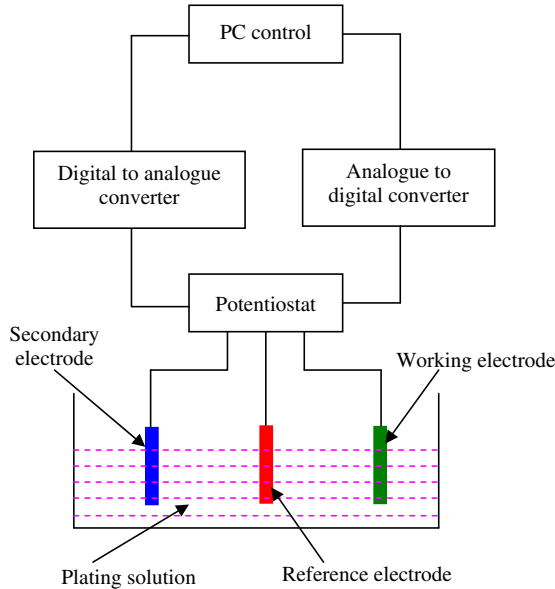 PC control
Digital to analogue
converter
Analogue to
digital converter
Potentiostat
Secondary
electrode
Working electrode
Plating solution
Reference electrode